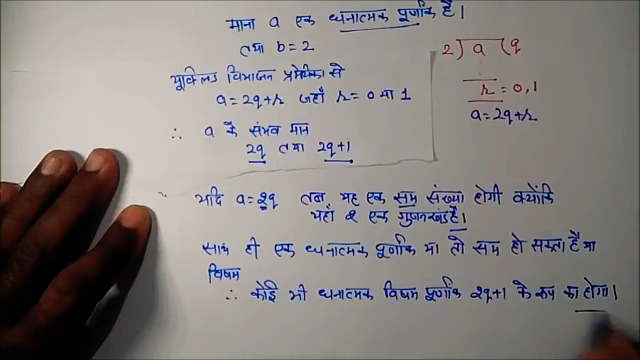 माना a एक धनात्मक पूर्णांक है।
तथा b = 2
यूक्लिड विभाजन प्रमेयिका से
a = 2q + r जहाँ r = 0 या 1
∴ a के संभव मान
2q तथा 2q+1
2) a (q
r = 0, 1
a = 2q + r
यदि a = 2q तब यह एक सम संख्या होगी क्योंकि
यहाँ 2 एक गुणनखंड है।
साथ ही एक धनात्मक पूर्णांक या तो सम हो सकता है या
विषम
∴ कोई भी धनात्मक विषम पूर्णांक 2q+1 के रूप का होगा।